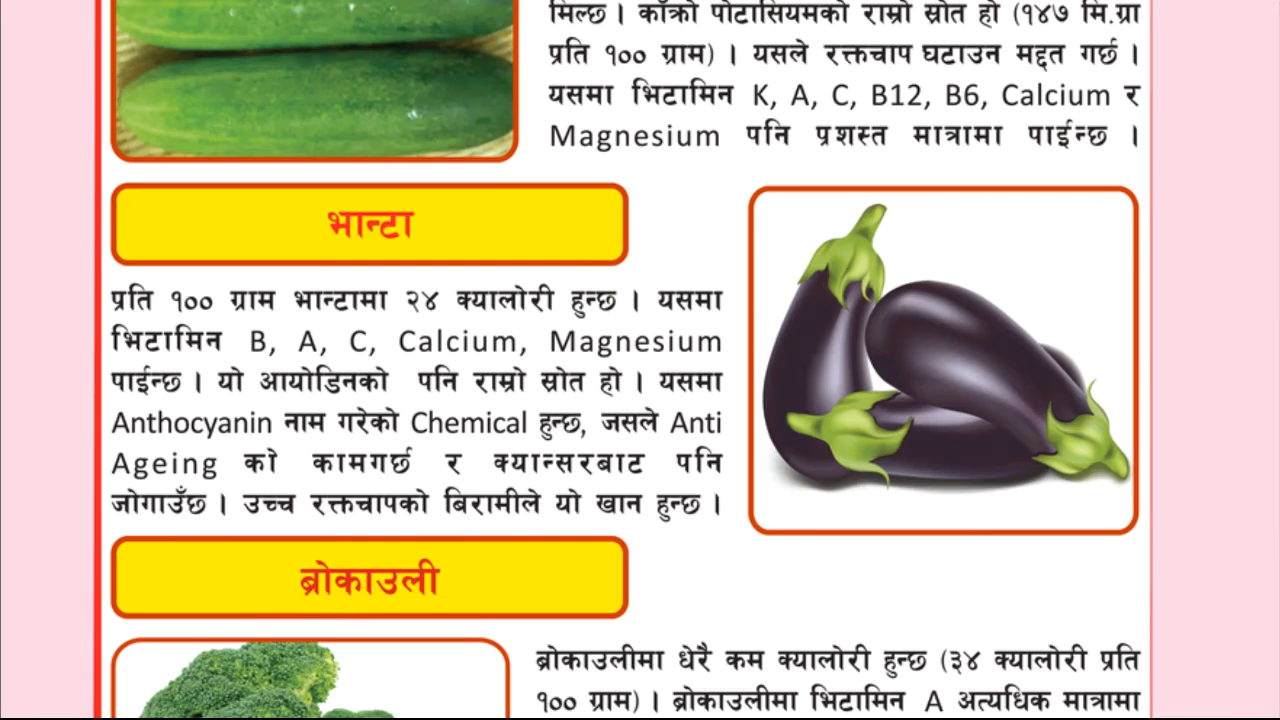 मिल्छ । काँक्रो पोटासियमको राम्रो स्रोत हो (१४७ मि.ग्रा
प्रति १०० ग्राम) । यसले रक्तचाप घटाउन मद्दत गर्छ ।
यसमा भिटामिन K, A, C, B12, B6, Calcium र
Magnesium पनि प्रशस्त मात्रामा पाईन्छ ।
भान्टा
प्रति १०० ग्राम भान्टामा २४ क्यालोरी हुन्छ । यसमा
भिटामिन B, A, C, Calcium, Magnesium
पाईन्छ । यो आयोडिनको पनि राम्रो स्रोत हो । यसमा
Anthocyanin नाम गरेको Chemical हुन्छ, जसले Anti
Ageing को कामगर्छ र क्यान्सरबाट पनि
जोगाउँछ । उच्च रक्तचापको बिरामीले यो खान हुन्छ ।
ब्रोकाउली
ब्रोकाउलीमा धेरै कम क्यालोरी हुन्छ (३४ क्यालोरी प्रति
१०० ग्राम) । ब्रोकाउलीमा भिटामिन A अत्यधिक मात्रामा